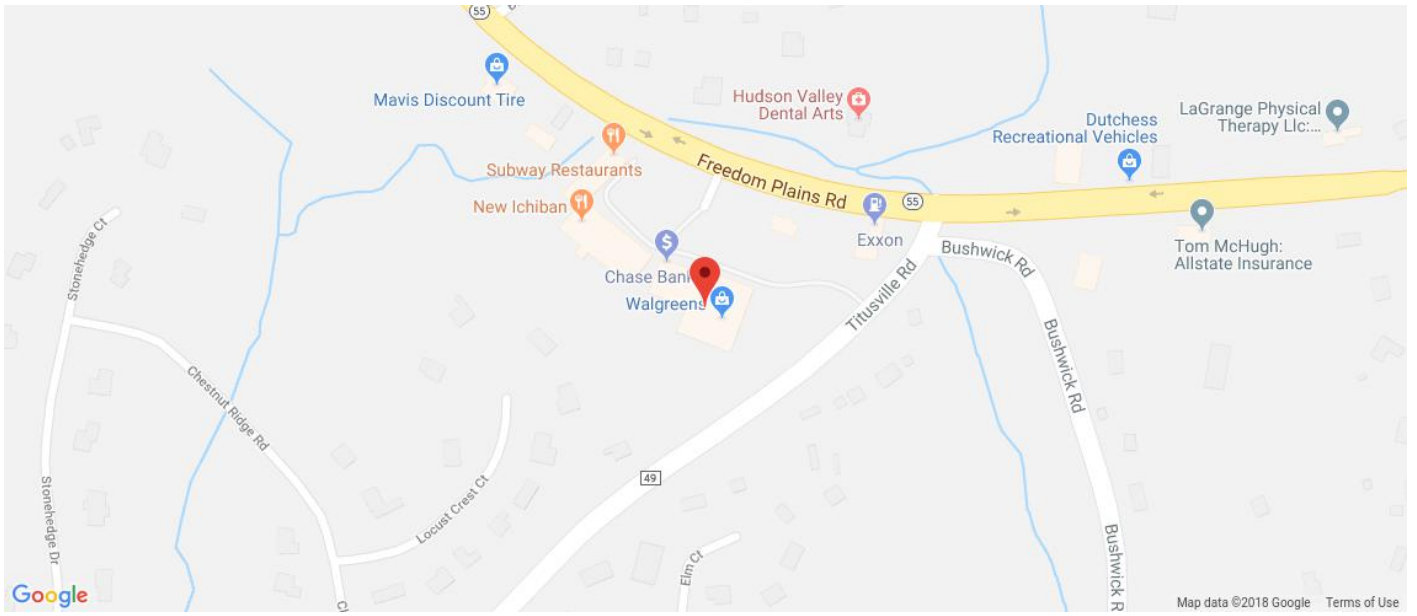 55
Mavis Discount Tire
Hudson Valley
Dental Arts
Dutchess
Recreational Vehicles
LaGrange Physical
Therapy Llc:...
Subway Restaurants
Freedom Plains Rd
New Ichiban
55
Exxon
Tom McHugh:
Allstate Insurance
Stonehedge Ct
Chase Bank
$
Walgreens
Titusville Rd
Bushwick Rd
Bushwick Rd
Chestnut Ridge Rd
49
Locust Crest Ct
Stonehedge Dr
Elm Ct
Bushwick R
Google
Map data ©2018 Google
Terms of Use